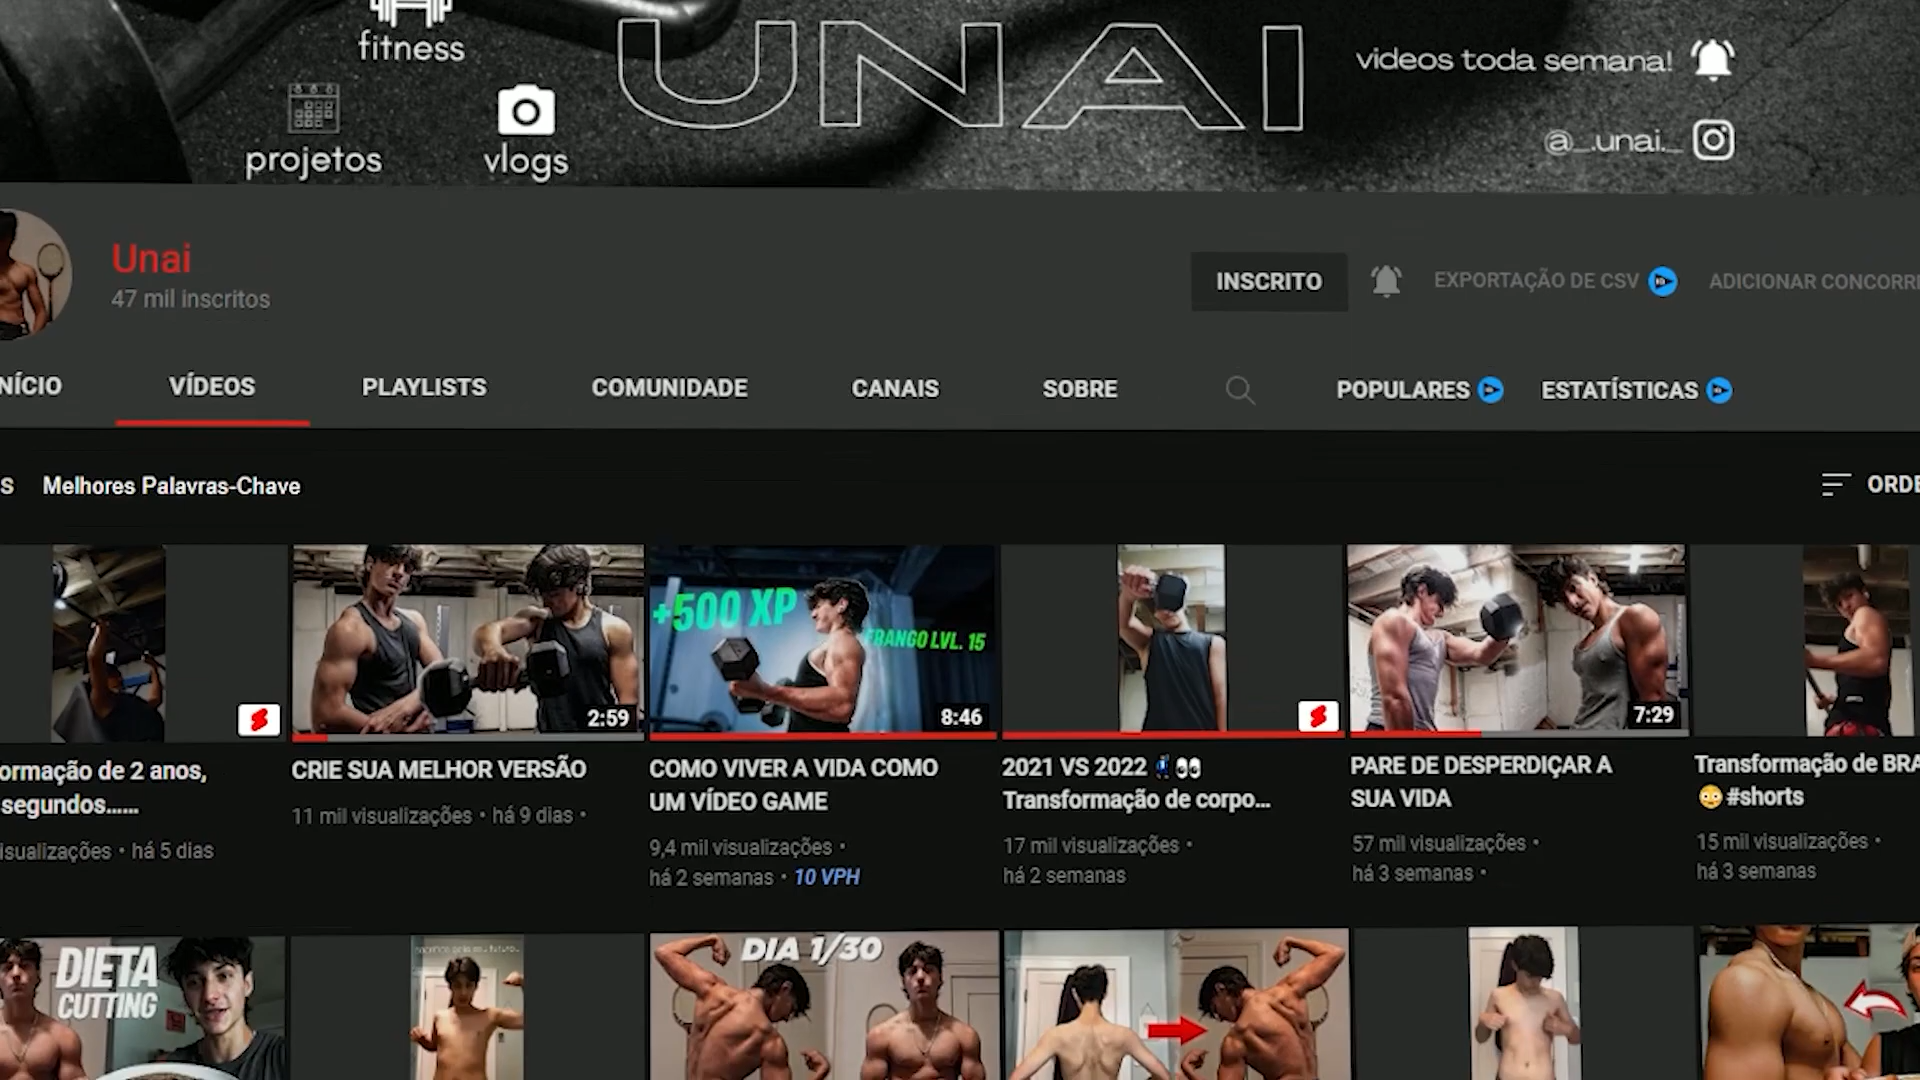 fitness
projetos
vlogs
UNAI
videos toda semana!
@_.unai._
Unai
47 mil inscritos
INSCRITO
EXPORTAÇÃO DE CSV
ADICIONAR CONCORRE
NÍCIO
VÍDEOS
PLAYLISTS
COMUNIDADE
CANAIS
SOBRE
POPULARES
ESTATÍSTICAS
S
Melhores Palavras-Chave
ORDE
+500 XP
FRANGO LVL. 15
2:59
8:46
7:29
ormação de 2 anos,
segundos......
isualizações • há 5 dias
CRIE SUA MELHOR VERSÃO
11 mil visualizações • há 9 dias •
COMO VIVER A VIDA COMO
UM VÍDEO GAME
9,4 mil visualizações •
há 2 semanas • 10 VPH
2021 VS 2022 👀
Transformação de corpo...
17 mil visualizações •
há 2 semanas
PARE DE DESPERDIÇAR A
SUA VIDA
57 mil visualizações •
há 3 semanas •
Transformação de BRA
😳 #shorts
15 mil visualizações •
há 3 semanas
DIETA
CUTTING
DIA 1/30